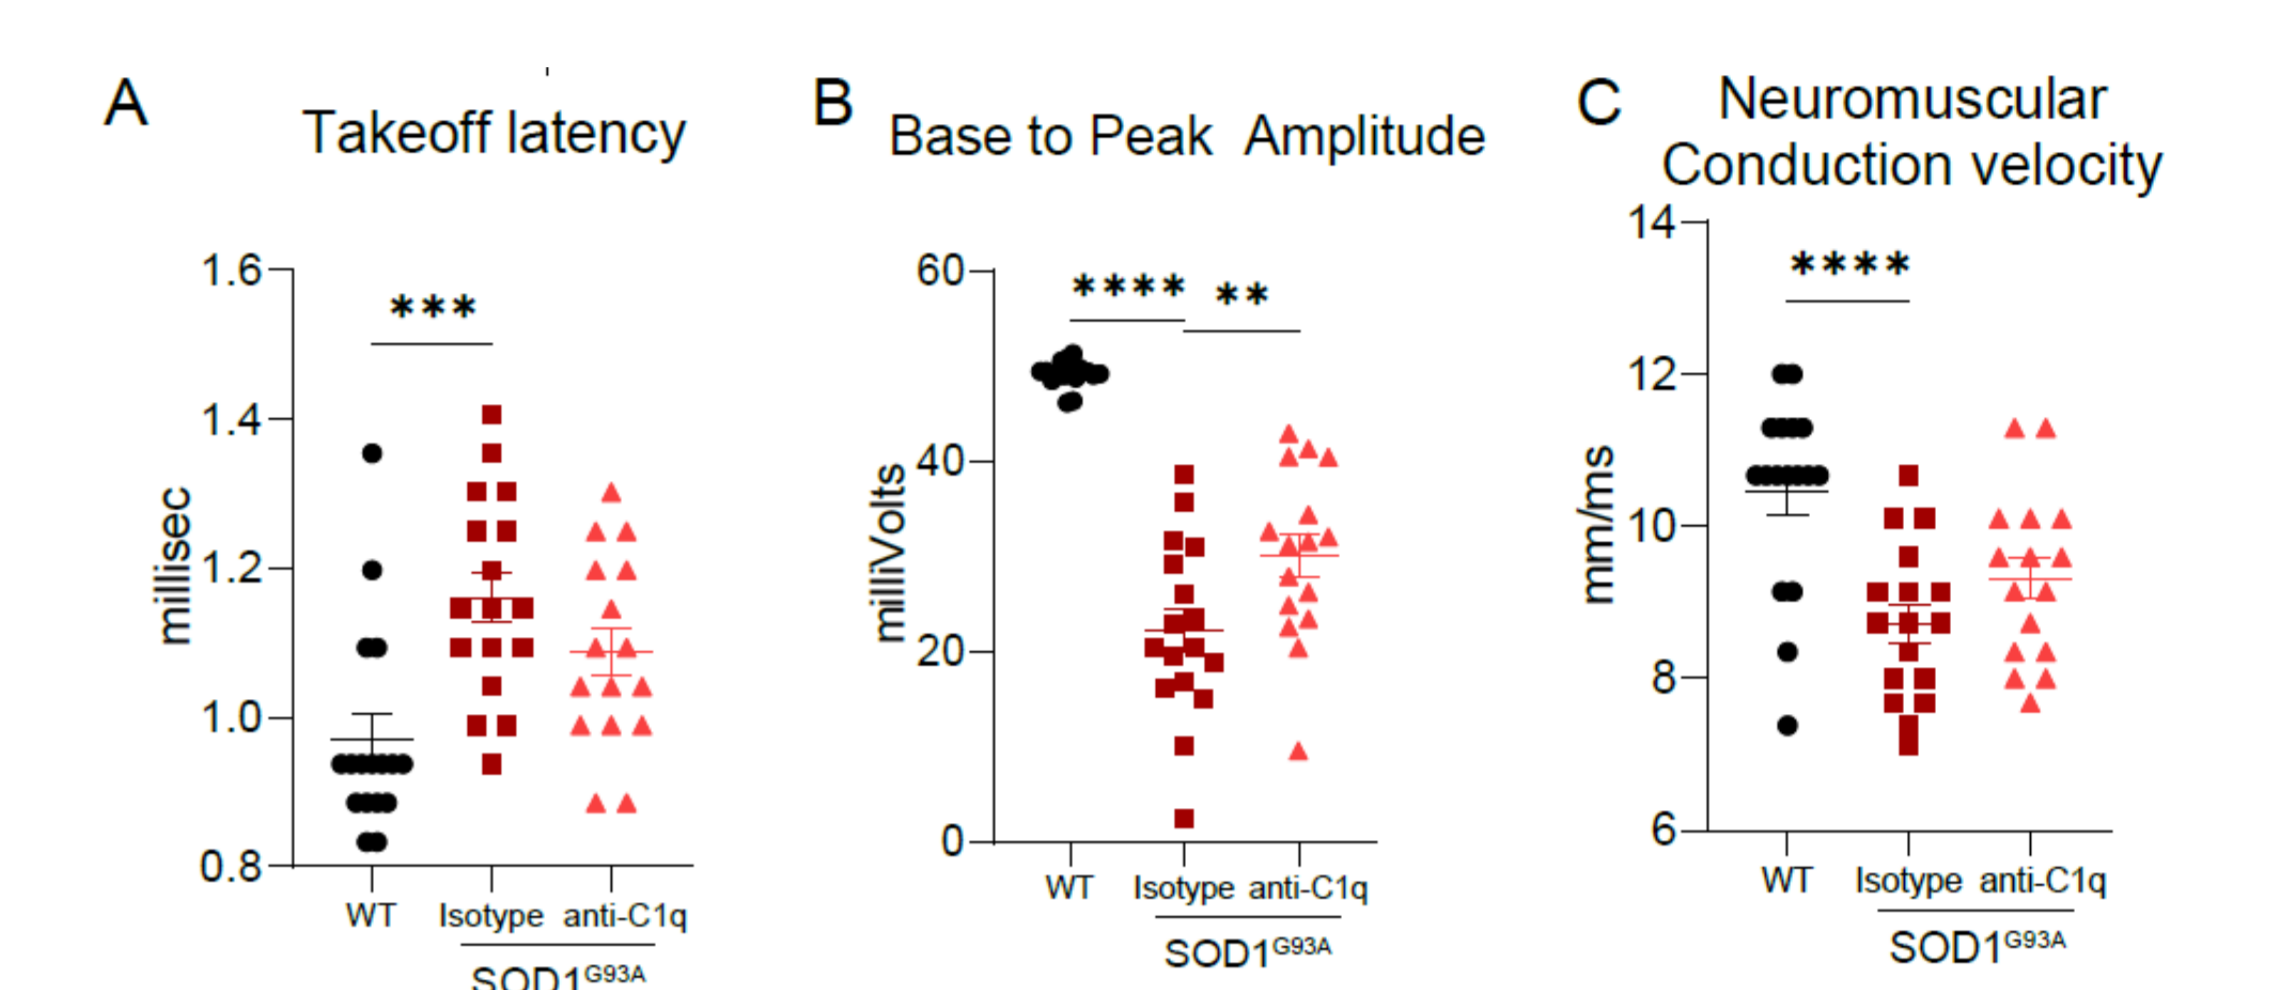 A
Takeoff latency
millisec
1.6
1.4
1.2
1.0
0.8
***
WT Isotype anti-C1q
SOD1G93A
B
Base to Peak Amplitude
milliVolts
60
40
20
0
**** **
WT Isotype anti-C1q
SOD1G93A
C
Neuromuscular
Conduction velocity
mm/ms
14
12
10
8
6
****
WT Isotype anti-C1q
SOD1G93A